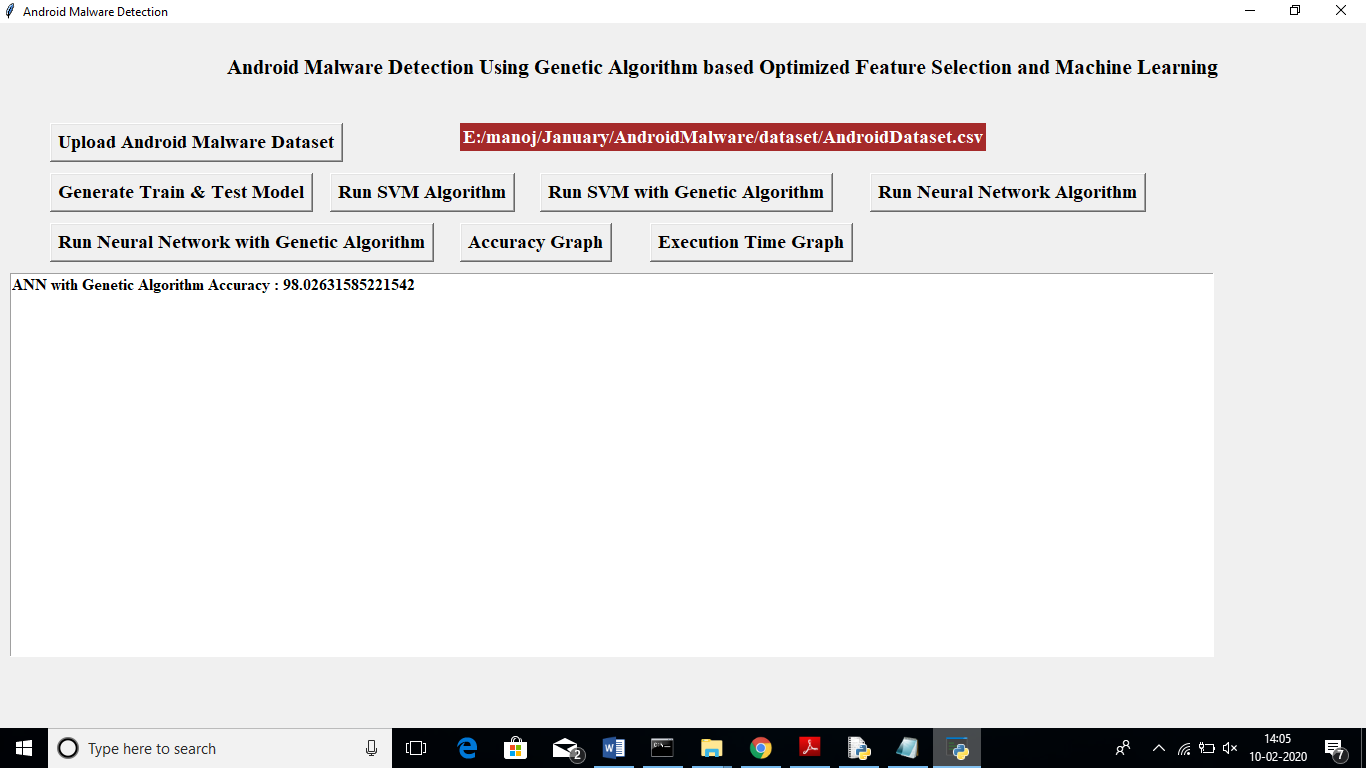 Android Malware Detection
Android Malware Detection Using Genetic Algorithm based Optimized Feature Selection and Machine Learning
Upload Android Malware Dataset
E:/manoj/January/AndroidMalware/dataset/AndroidDataset.csv
Generate Train & Test Model
Run SVM Algorithm
Run SVM with Genetic Algorithm
Run Neural Network Algorithm
Run Neural Network with Genetic Algorithm
Accuracy Graph
Execution Time Graph
ANN with Genetic Algorithm Accuracy : 98.02631585221542
Type here to search
2
14:05
10-02-2020
7